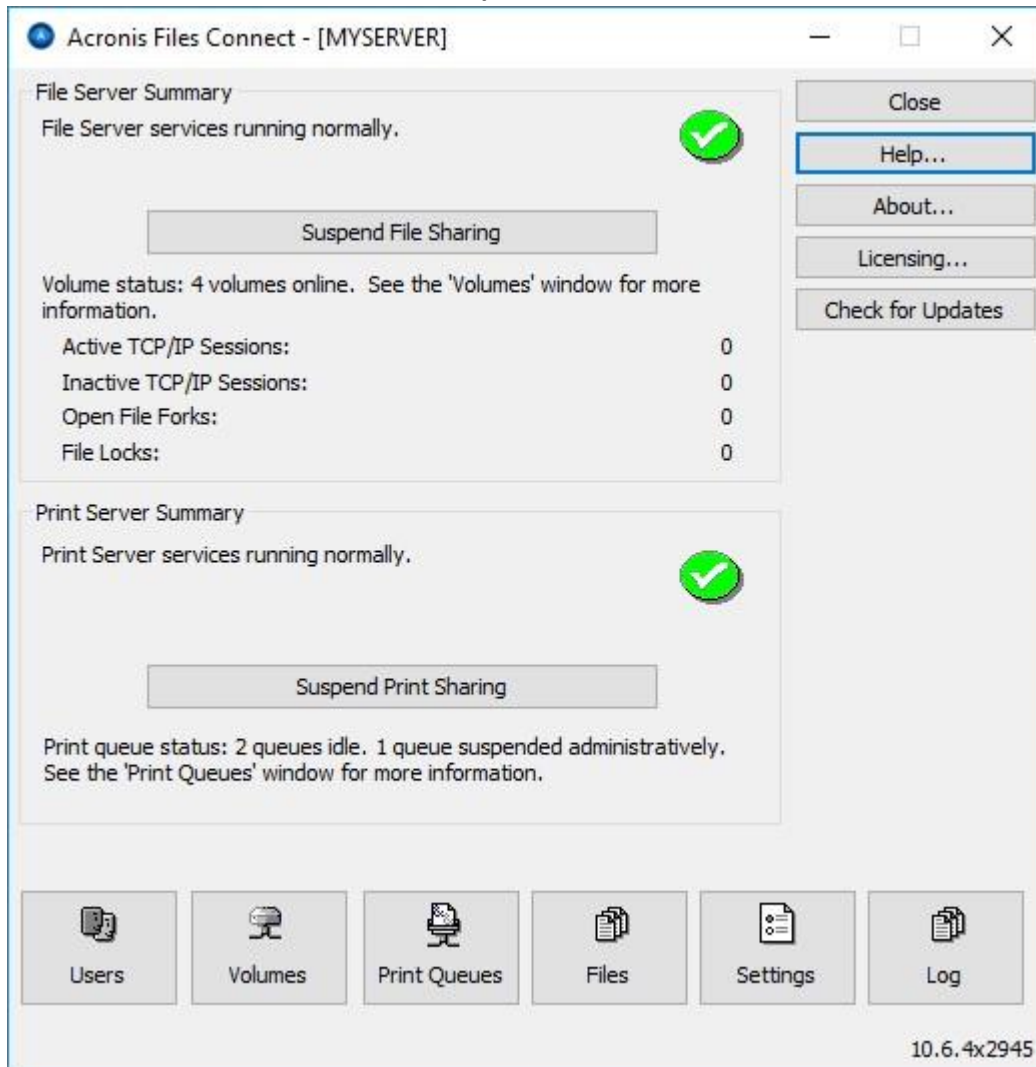 Acronis Files Connect - [MYSERVER]
File Server Summary
File Server services running normally.
Suspend File Sharing
Volume status: 4 volumes online. See the 'Volumes' window for more
information.
Active TCP/IP Sessions: 0
Inactive TCP/IP Sessions: 0
Open File Forks: 0
File Locks: 0
Close
Help...
About...
Licensing...
Check for Updates
Print Server Summary
Print Server services running normally.
Suspend Print Sharing
Print queue status: 2 queues idle. 1 queue suspended administratively.
See the 'Print Queues' window for more information.
Users
Volumes
Print Queues
Files
Settings
Log
10.6.4x2945